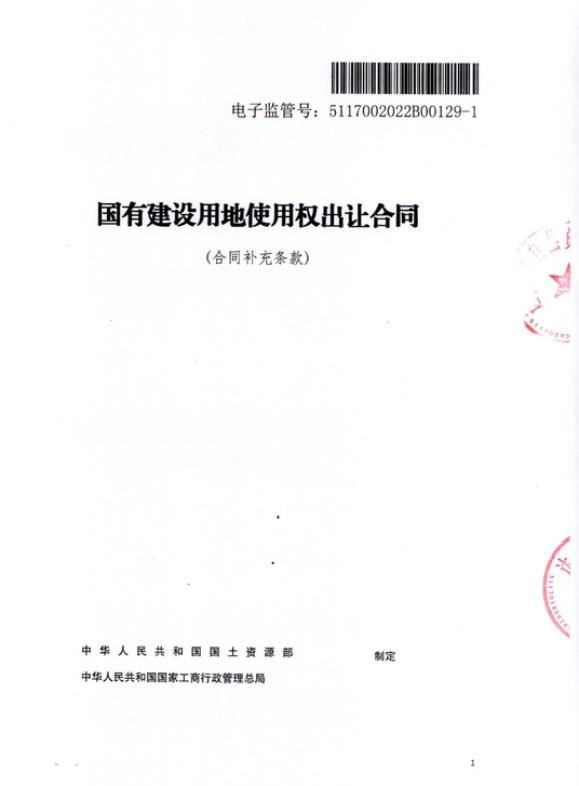 电子监管号：5117002022B00129-1
国有建设用地使用权出让合同
(合同补充条款)
中华人民共和国国土资源部
制定
中华人民共和国国家工商行政管理总局
1